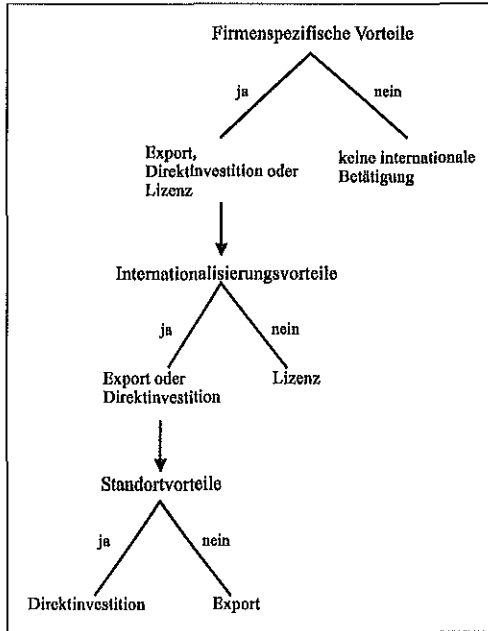 Firmenspezifische Vorteile
ja
nein
Export,
Direktinvestition oder
Lizenz
keine internationale
Betätigung
Internationalisierungsvorteile
ja
nein
Export oder
Direktinvestition
Lizenz
Standortvorteile
ja
nein
Direktinvestition
Export